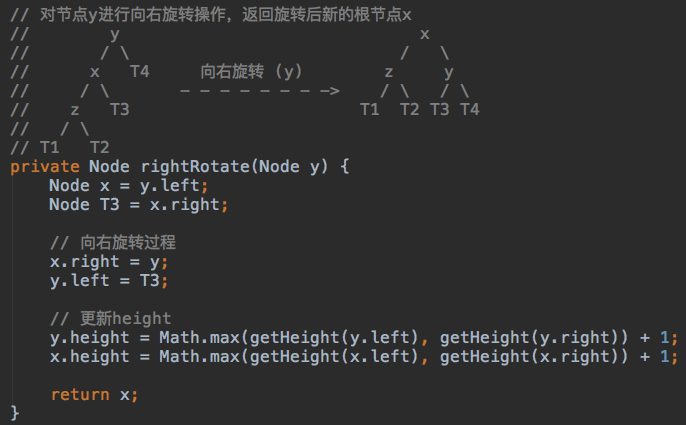 // 对节点y进行向右旋转操作，返回旋转后新的根节点x
//        y                              x
//       / \                           /   \
//      x   T4     向右旋转 (y)        z     y
//     / \       - - - - - - - ->    / \   / \
//    z   T3                       T1  T2 T3 T4
//   / \
// T1   T2
private Node rightRotate(Node y) {
    Node x = y.left;
    Node T3 = x.right;

    // 向右旋转过程
    x.right = y;
    y.left = T3;

    // 更新height
    y.height = Math.max(getHeight(y.left), getHeight(y.right)) + 1;
    x.height = Math.max(getHeight(x.left), getHeight(x.right)) + 1;

    return x;
}